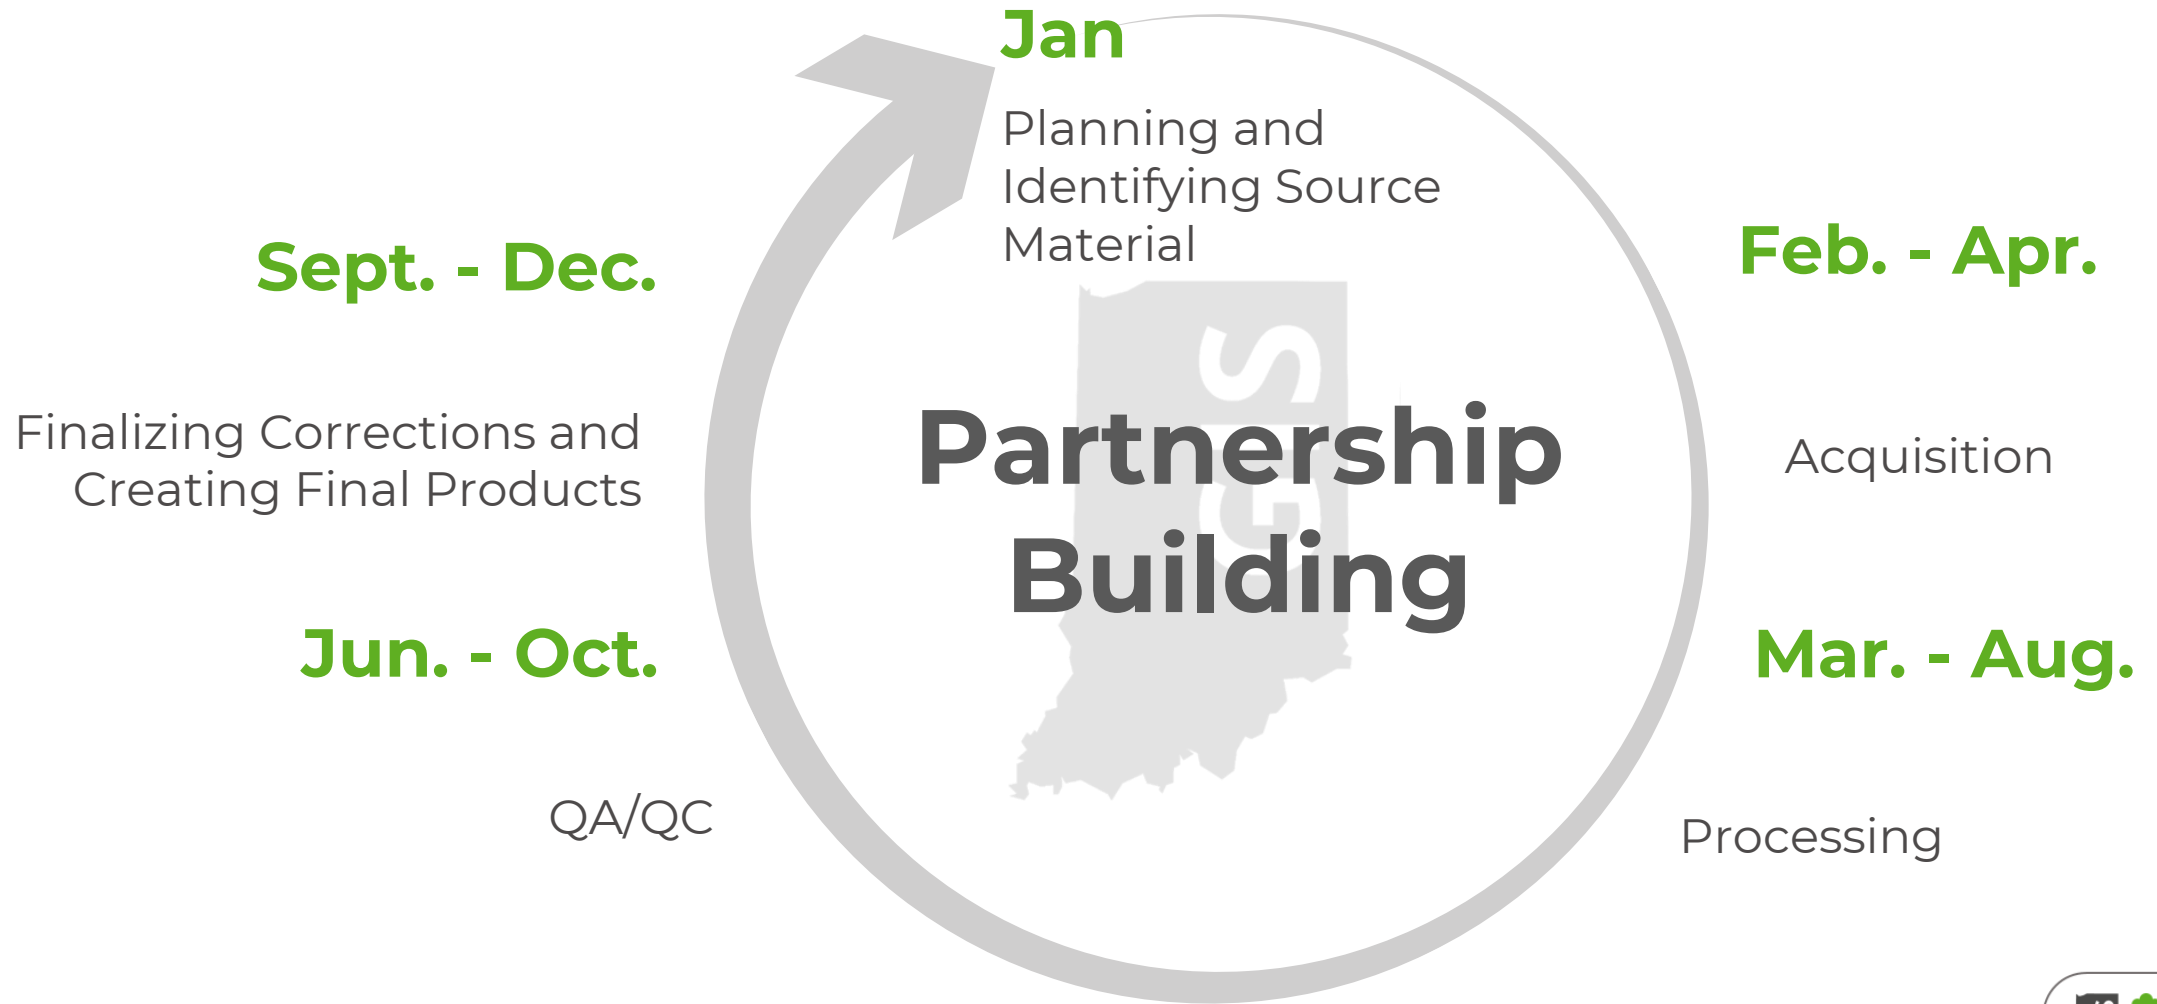 Jan
Planning and
Identifying Source
Material
Feb. - Apr.
Acquisition
Mar. - Aug.
Processing
Jun. - Oct.
QA/QC
Sept. - Dec.
Finalizing Corrections and
Creating Final Products
GIS
Partnership
Building